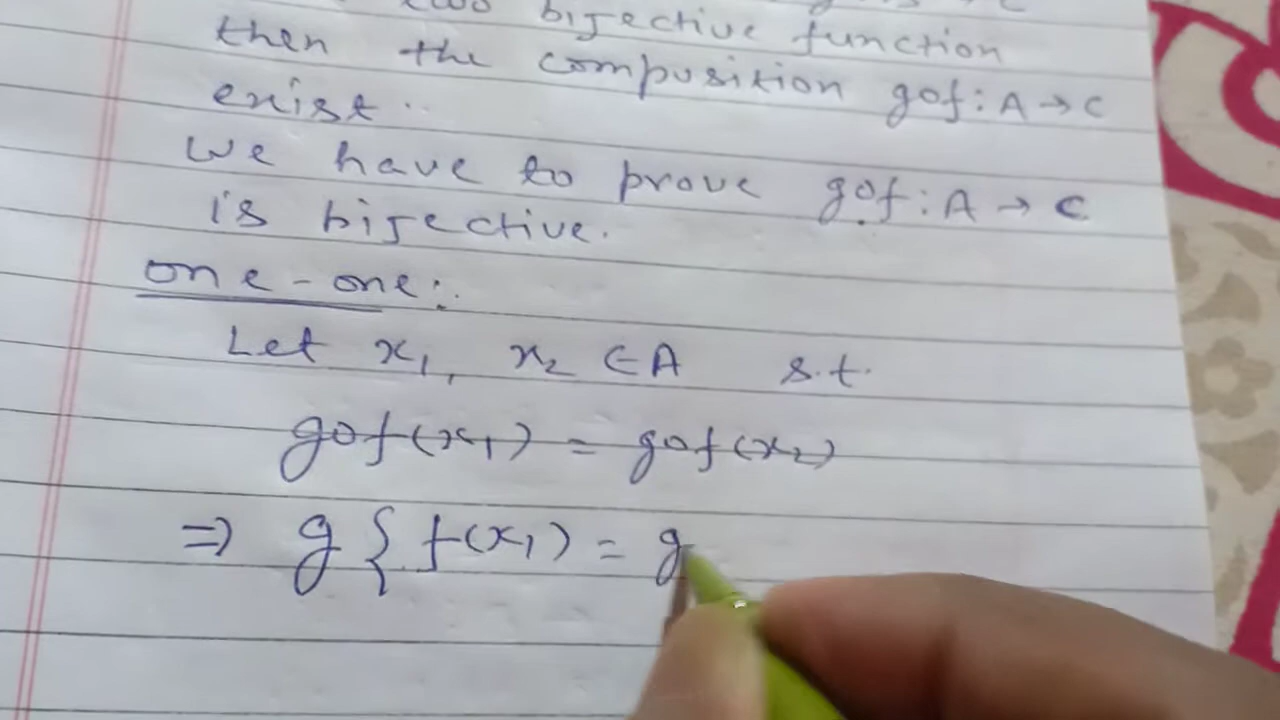 two bijective function
then the composition gof : A → C
exist.
We have to prove gof : A → C
is bijective.
one-one:
Let x₁, x₂ ∈ A s.t.
gof(x₁) = gof(x₂)
⇒ g { f(x₁) = g